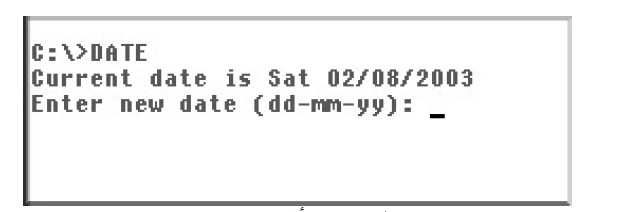 C:\>DATE
Current date is Sat 02/08/2003
Enter new date (dd-mm-yy): _